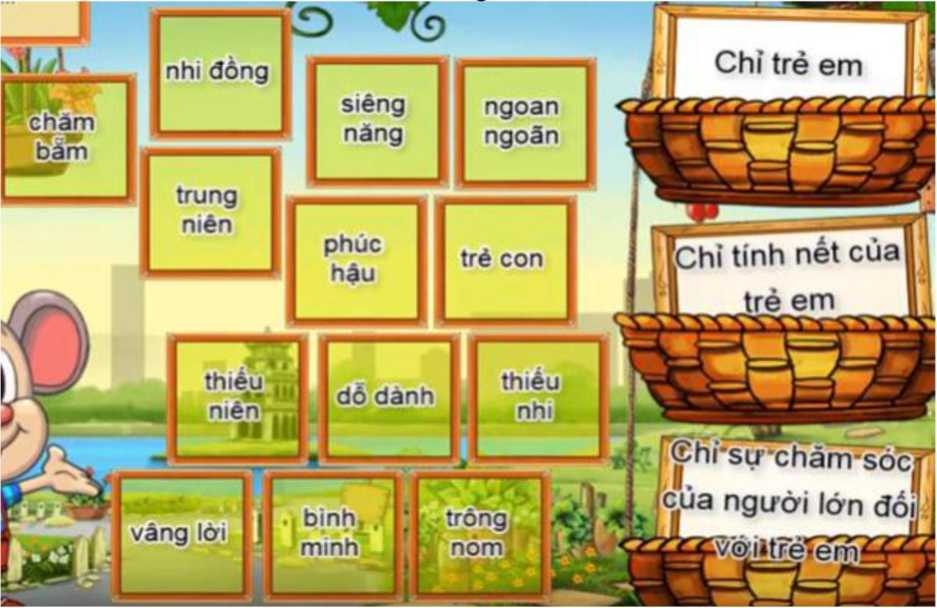 nhi đồng
chăm
bẵm
siêng
năng
ngoan
ngoãn
trung
niên
phúc
hậu
trẻ con
thiếu
niên
dỗ dành
thiếu
nhi
vâng lời
bình
minh
trông
nom
Chỉ trẻ em
Chỉ tính nết của
trẻ em
Chỉ sự chăm sóc
của người lớn đối
với trẻ em